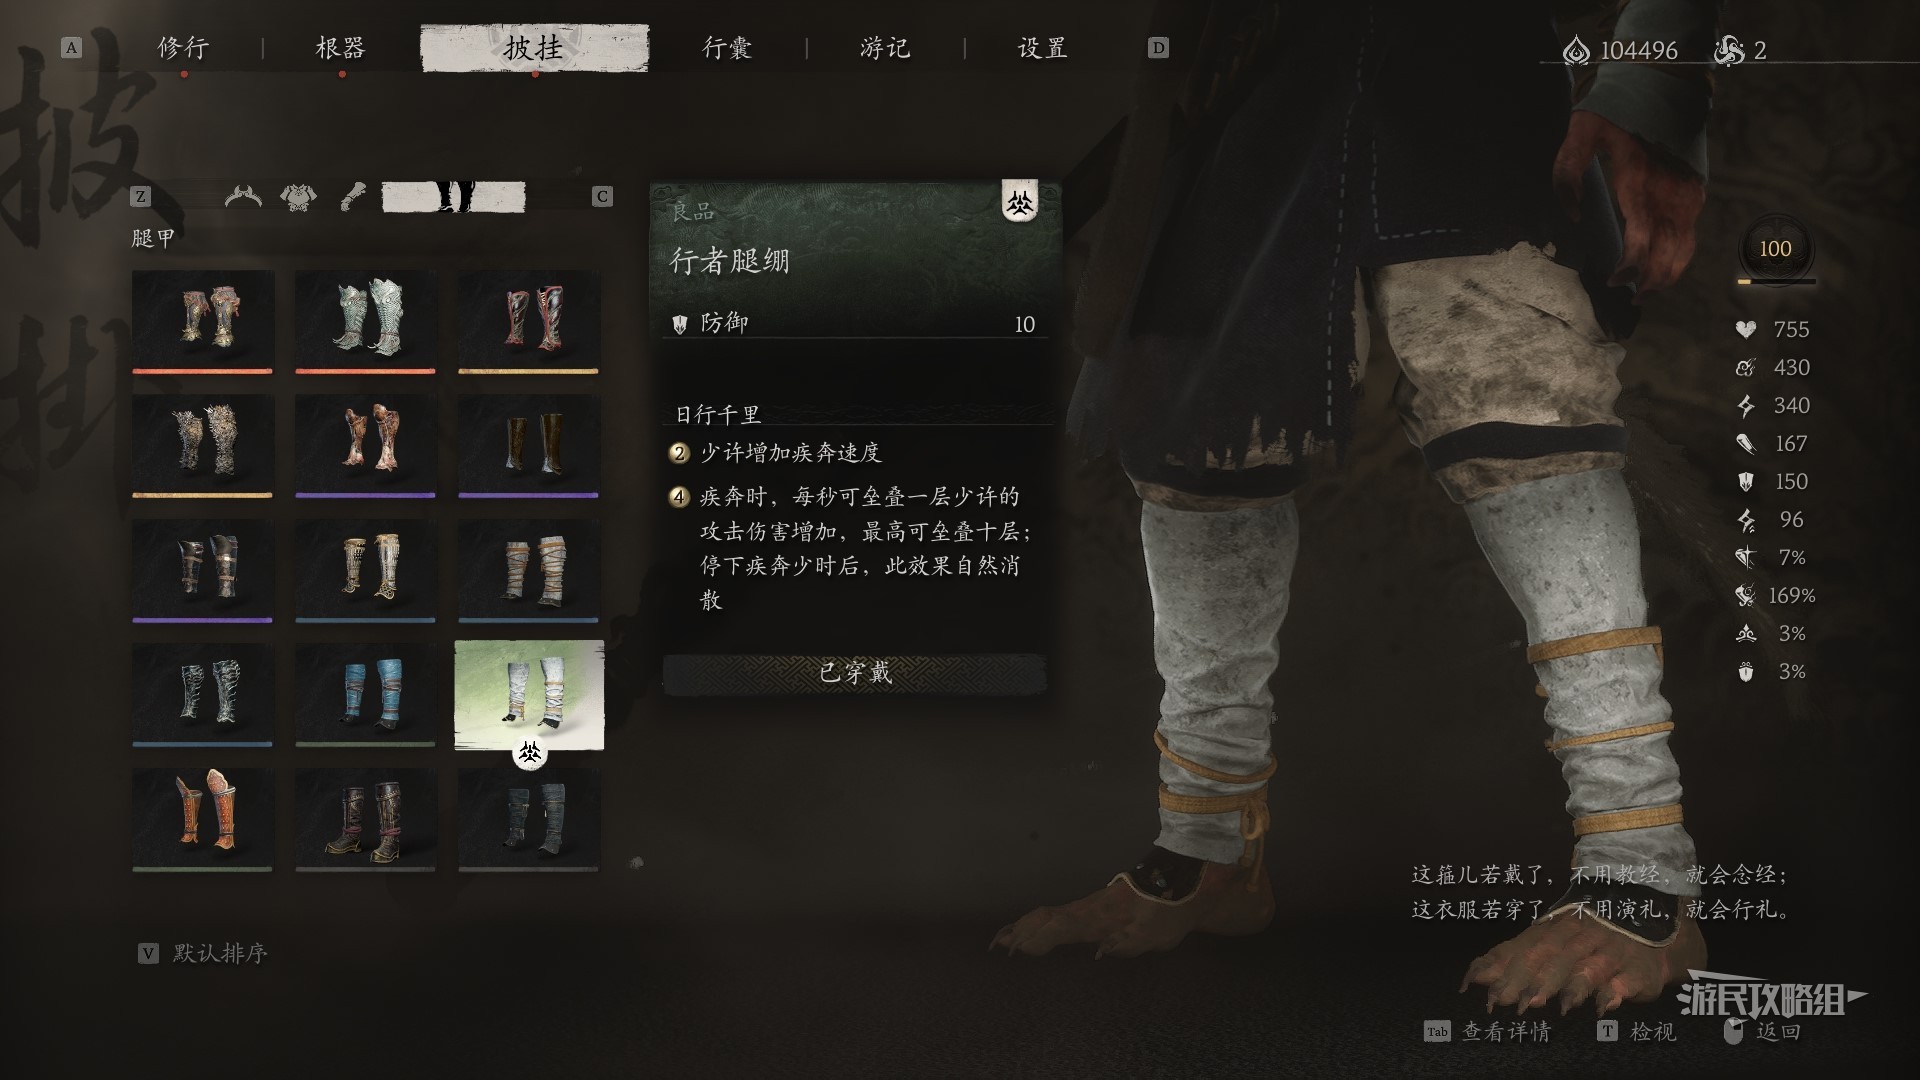 A
修行
根器
披挂
行囊
游记
设置
D
104496
2
披
挂
Z
C
腿甲
良品
行者腿绷
防御
10
日行千里
2 少许增加疾奔速度
4 疾奔时，每秒可垒叠一层少许的
攻击伤害增加，最高可垒叠十层；
停下疾奔少时后，此效果自然消
散
已穿戴
100
755
430
340
167
150
96
7%
169%
3%
3%
这箍儿若戴了，不用教经，就会念经；
这衣服若穿了，不用演礼，就会行礼。
V 默认排序
游民攻略组
Tab 查看详情
T 检视
返回